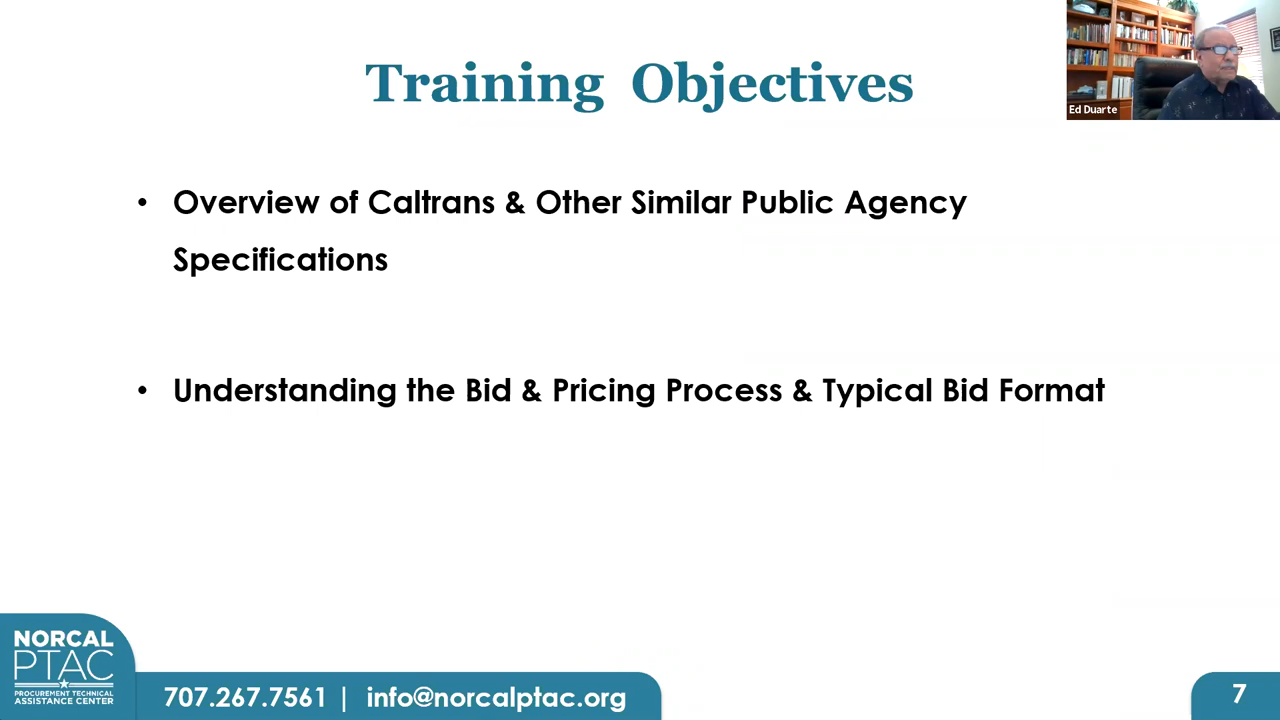 Training Objectives
Ed Duarte
• Overview of Caltrans & Other Similar Public Agency
Specifications
• Understanding the Bid & Pricing Process & Typical Bid Format
NORCAL
PTAC
PROCUREMENT TECHNICAL
ASSISTANCE CENTER
707.267.7561 | info@norcalptac.org
7